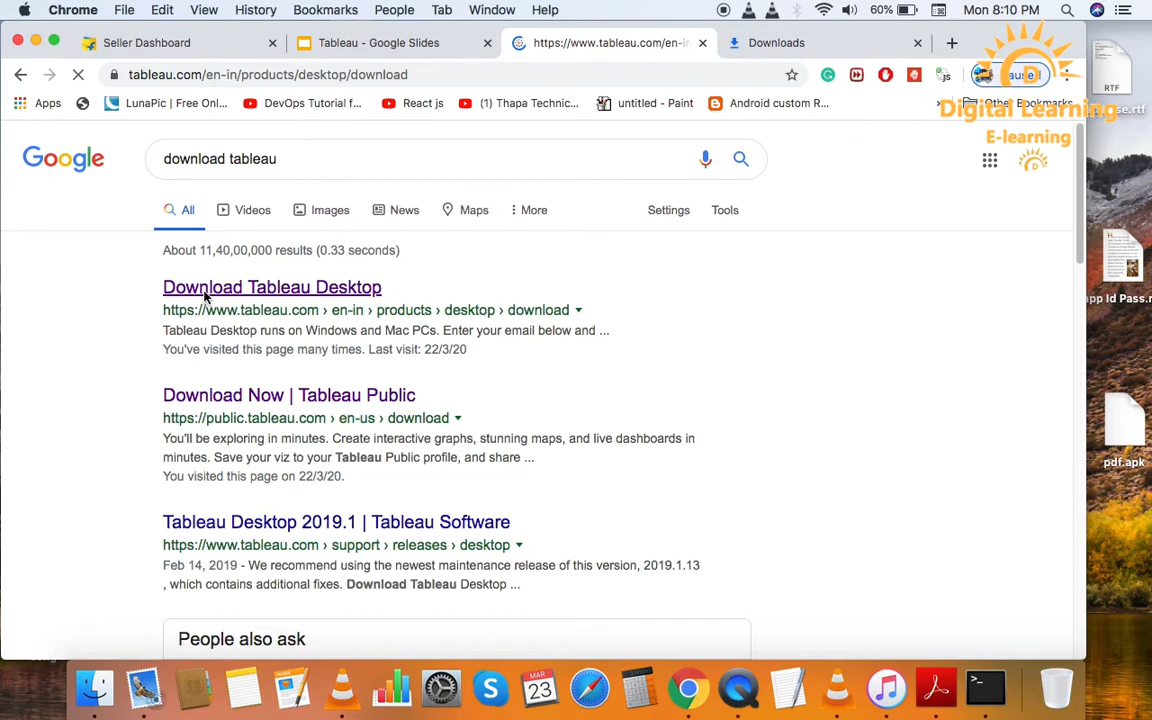 Chrome File Edit View History Bookmarks People Tab Window Help 60% Mon 8:10 PM
Seller Dashboard Tableau - Google Slides https://www.tableau.com/en-in Downloads
tableau.com/en-in/products/desktop/download
Apps LunaPic | Free Onl... DevOps Tutorial f... React js (1) Thapa Technic... untitled - Paint Android custom R... Other Bookmarks
RTF
Digital Learning
E-learning
Google download tableau
All Videos Images News Maps More Settings Tools
About 11,40,00,000 results (0.33 seconds)
Download Tableau Desktop
https://www.tableau.com › en-in › products › desktop › download
Tableau Desktop runs on Windows and Mac PCs. Enter your email below and ...
You've visited this page many times. Last visit: 22/3/20
Download Now | Tableau Public
https://public.tableau.com › en-us › download
You'll be exploring in minutes. Create interactive graphs, stunning maps, and live dashboards in
minutes. Save your viz to your Tableau Public profile, and share ...
You visited this page on 22/3/20.
Tableau Desktop 2019.1 | Tableau Software
https://www.tableau.com › support › releases › desktop
Feb 14, 2019 - We recommend using the newest maintenance release of this version, 2019.1.13
, which contains additional fixes. Download Tableau Desktop ...
People also ask
app Id Pass.r
pdf.apk
MAR
23